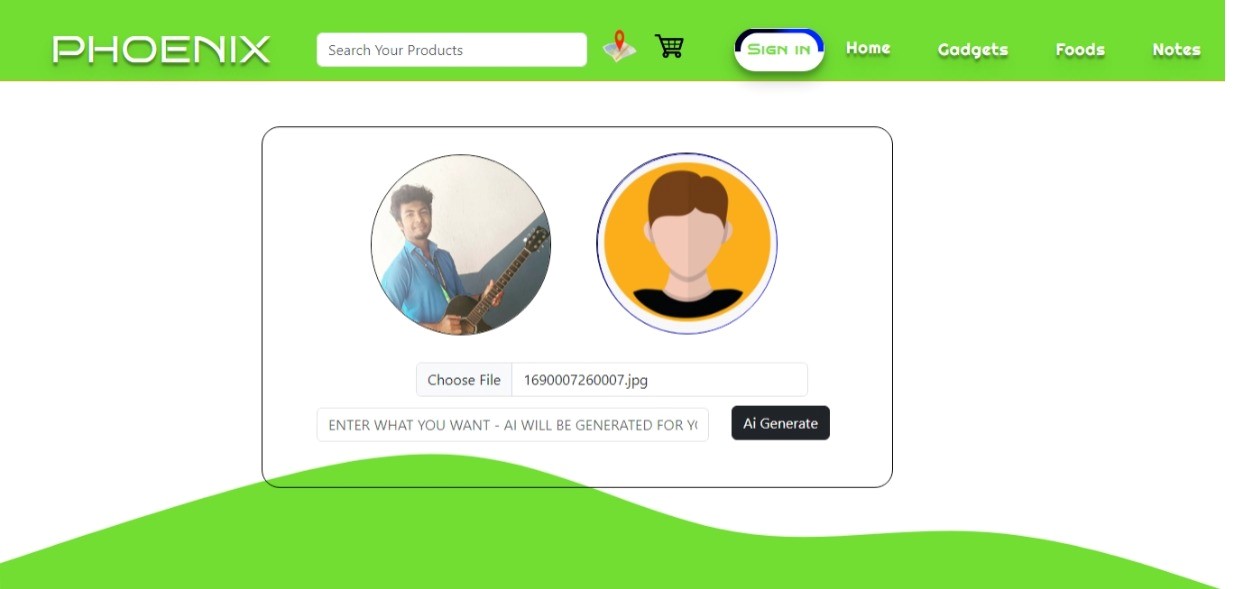 PHOENIX
Search Your Products
SIGN IN
Home
Gadgets
Foods
Notes
Choose File 1690007260007.jpg
ENTER WHAT YOU WANT - AI WILL BE GENERATED FOR Y
Ai Generate